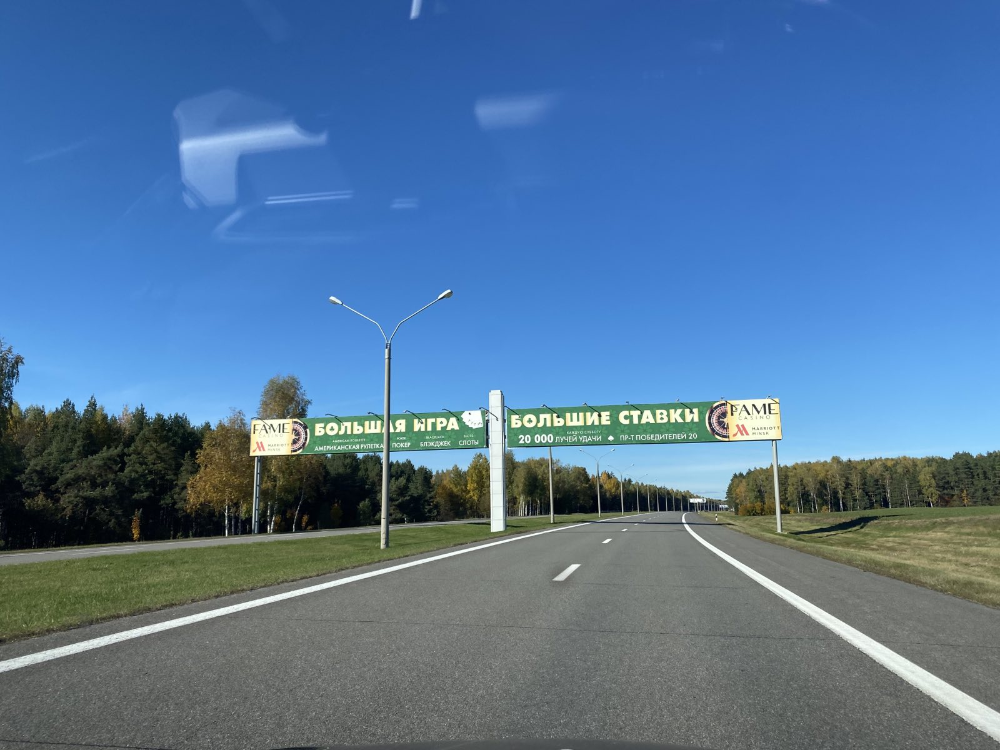 FAME
CASINO
MARRIOTT
MINSK
БОЛЬШАЯ ИГРА
AMERICAN ROULETTE POKER BLACKJACK SLOTS
АМЕРИКАНСКАЯ РУЛЕТКА ПОКЕР БЛЭКДЖЕК СЛОТЫ
БОЛЬШИЕ СТАВКИ
КАЖДУЮ СУББОТУ
20 000 ЛУЧЕЙ УДАЧИ ♠ ПР-Т ПОБЕДИТЕЛЕЙ 20
FAME
CASINO
MARRIOTT
MINSK